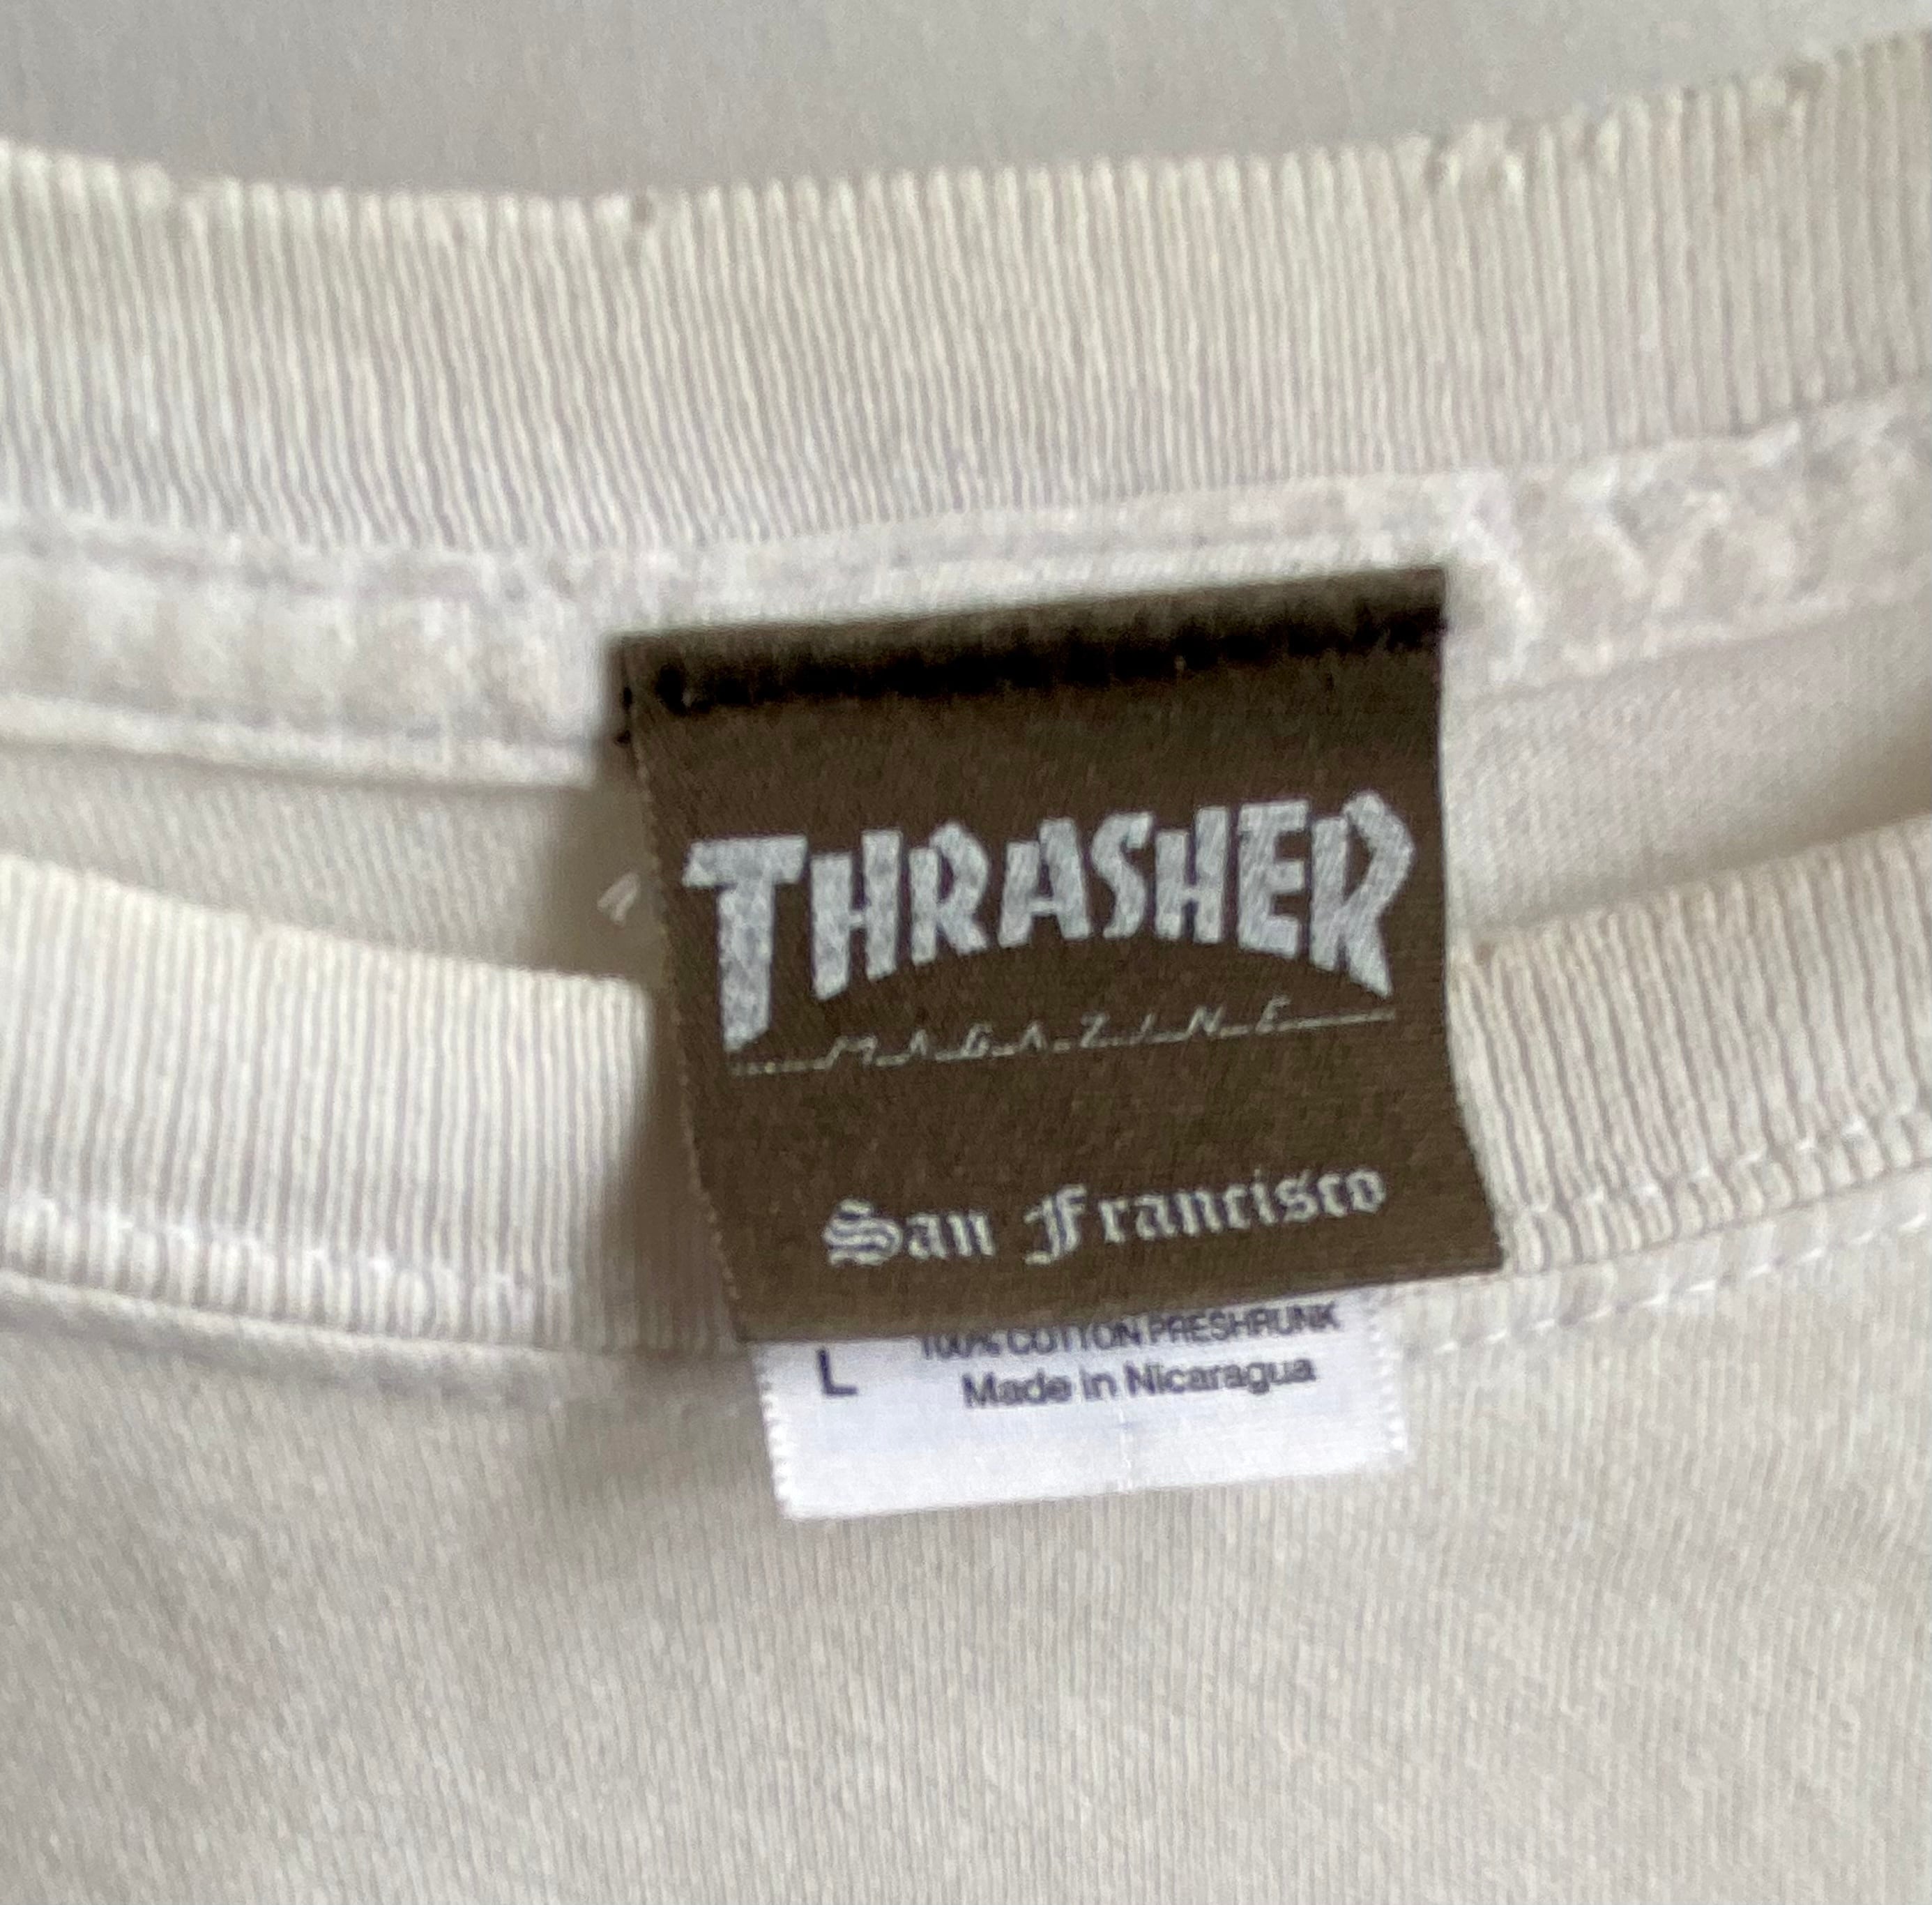 THRASHER
MAGAZINE
San Francisco
L 100% COTTON PRESHRUNK
Made in Nicaragua